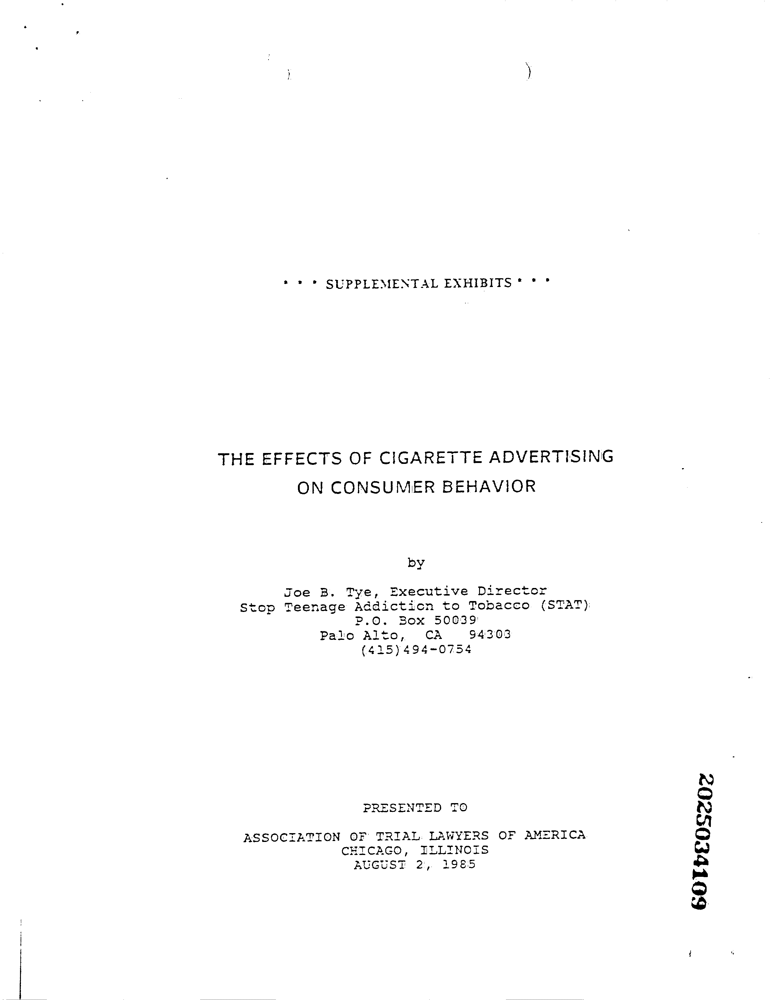 * * * SUPPLEMENTAL EXHIBITS * * *
THE EFFECTS OF CIGARETTE ADVERTISING
ON CONSUMER BEHAVIOR
by
Joe B. Tye, Executive Director
Stop Teenage Addiction to Tobacco (STAT)
P.O. Box 50039
Palo Alto, CA 94303
(415)494-0754
PRESENTED TO
ASSOCIATION OF TRIAL LAWYERS OF AMERICA
CHICAGO, ILLINOIS
AUGUST 2, 1985
2025034109